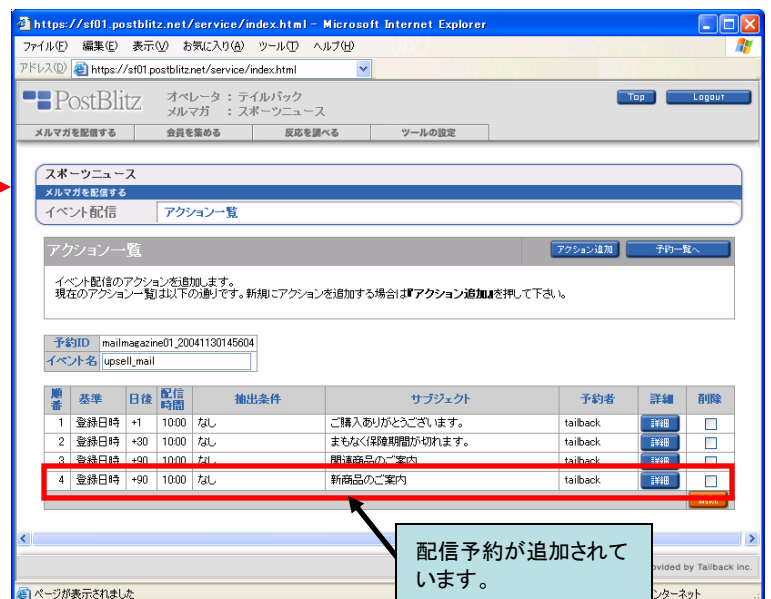 https://sf01.postblitz.net/service/index.html - Microsoft Internet Explorer
ファイル(F) 編集(E) 表示(V) お気に入り(A) ツール(T) ヘルプ(H)
アドレス(D) https://sf01.postblitz.net/service/index.html
PostBlitz オペレータ : テイルバック
メルマガ : スポーツニュース
Top Logout
メルマガを配信する 会員を集める 反応を調べる ツールの設定
スポーツニュース
メルマガを配信する
イベント配信 アクション一覧
アクション一覧 アクション追加 予約一覧へ
イベント配信のアクションを追加します。
現在のアクション一覧は以下の通りです。新規にアクションを追加する場合は『アクション追加』を押して下さい。
予約ID mailmagazine01_20041130145604
イベント名 upsell_mail
順番 基準 日後 配信時間 抽出条件 サブジェクト 予約者 詳細 削除
1 登録日時 +1 10:00 なし ご購入ありがとうございます。 tailback 詳細
2 登録日時 +30 10:00 なし まもなく保障期間が切れます。 tailback 詳細
3 登録日時 +90 10:00 なし 関連商品のご案内 tailback 詳細
4 登録日時 +90 10:00 なし 新商品のご案内 tailback 詳細
配信予約が追加されて
います。
ovided by Tailback inc.
ページが表示されました
ンターネット